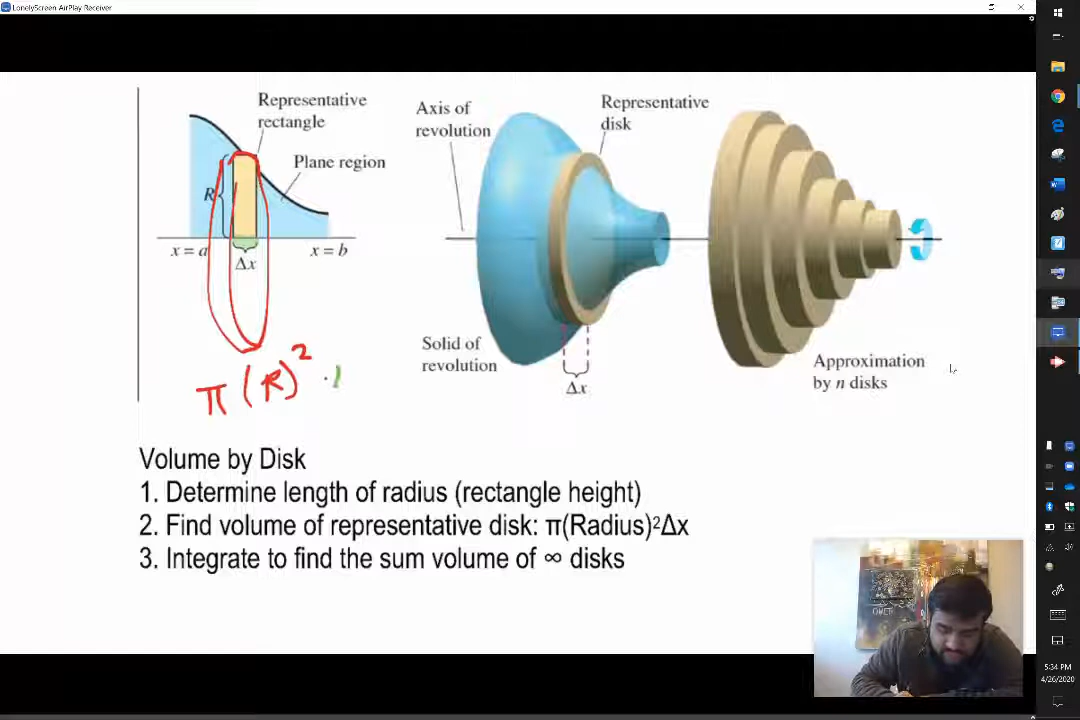 LonelyScreen AirPlay Receiver
Representative
rectangle
Plane region
R
x = a
Δx
x = b
π (R)² ·
Axis of
revolution
Representative
disk
Solid of
revolution
Δx
Approximation
by n disks
Volume by Disk
1. Determine length of radius (rectangle height)
2. Find volume of representative disk: π(Radius)²Δx
3. Integrate to find the sum volume of ∞ disks
5:34 PM
4/26/2020